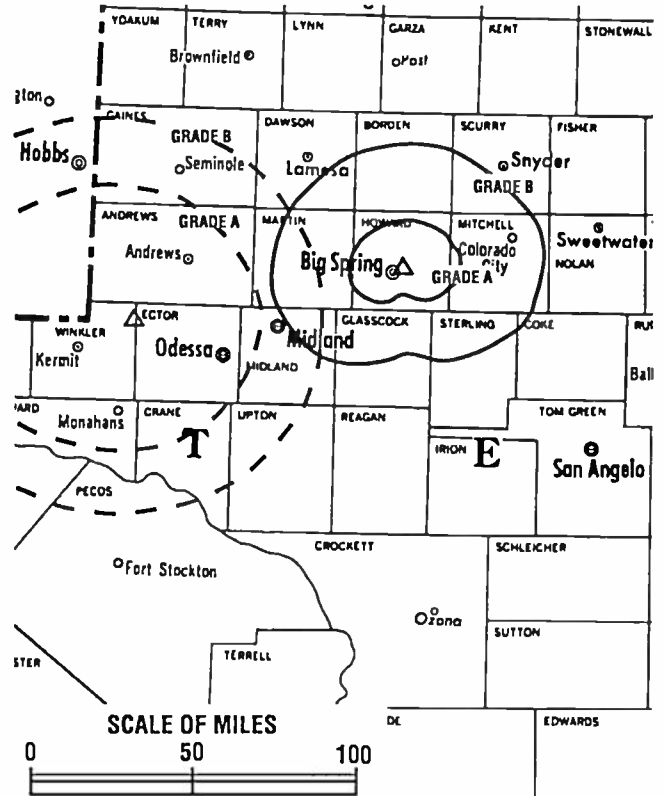 YOAKUM TERRY LYNN GARZA KENT STONEWALL
Brownfield Post
GAINES DAWSON BORDEN SCURRY FISHER
GRADE B
Hobbs Seminole Lamesa Snyder
GRADE B
ANDREWS GRADE A MARTIN HOWARD MITCHELL Sweetwater
Andrews Big Spring Colorado City NOLAN
GRADE A
ECTOR GLASSCOCK STERLING COKE
WINKLER Odessa Midland
Kermit MIDLAND
Monahans CRANE UPTON REAGAN TOM GREEN
T IRION E San Angelo
PECOS
CROCKETT SCHLEICHER
Fort Stockton
Ozona
SUTTON
TERRELL
SCALE OF MILES EDWARDS
0 50 100